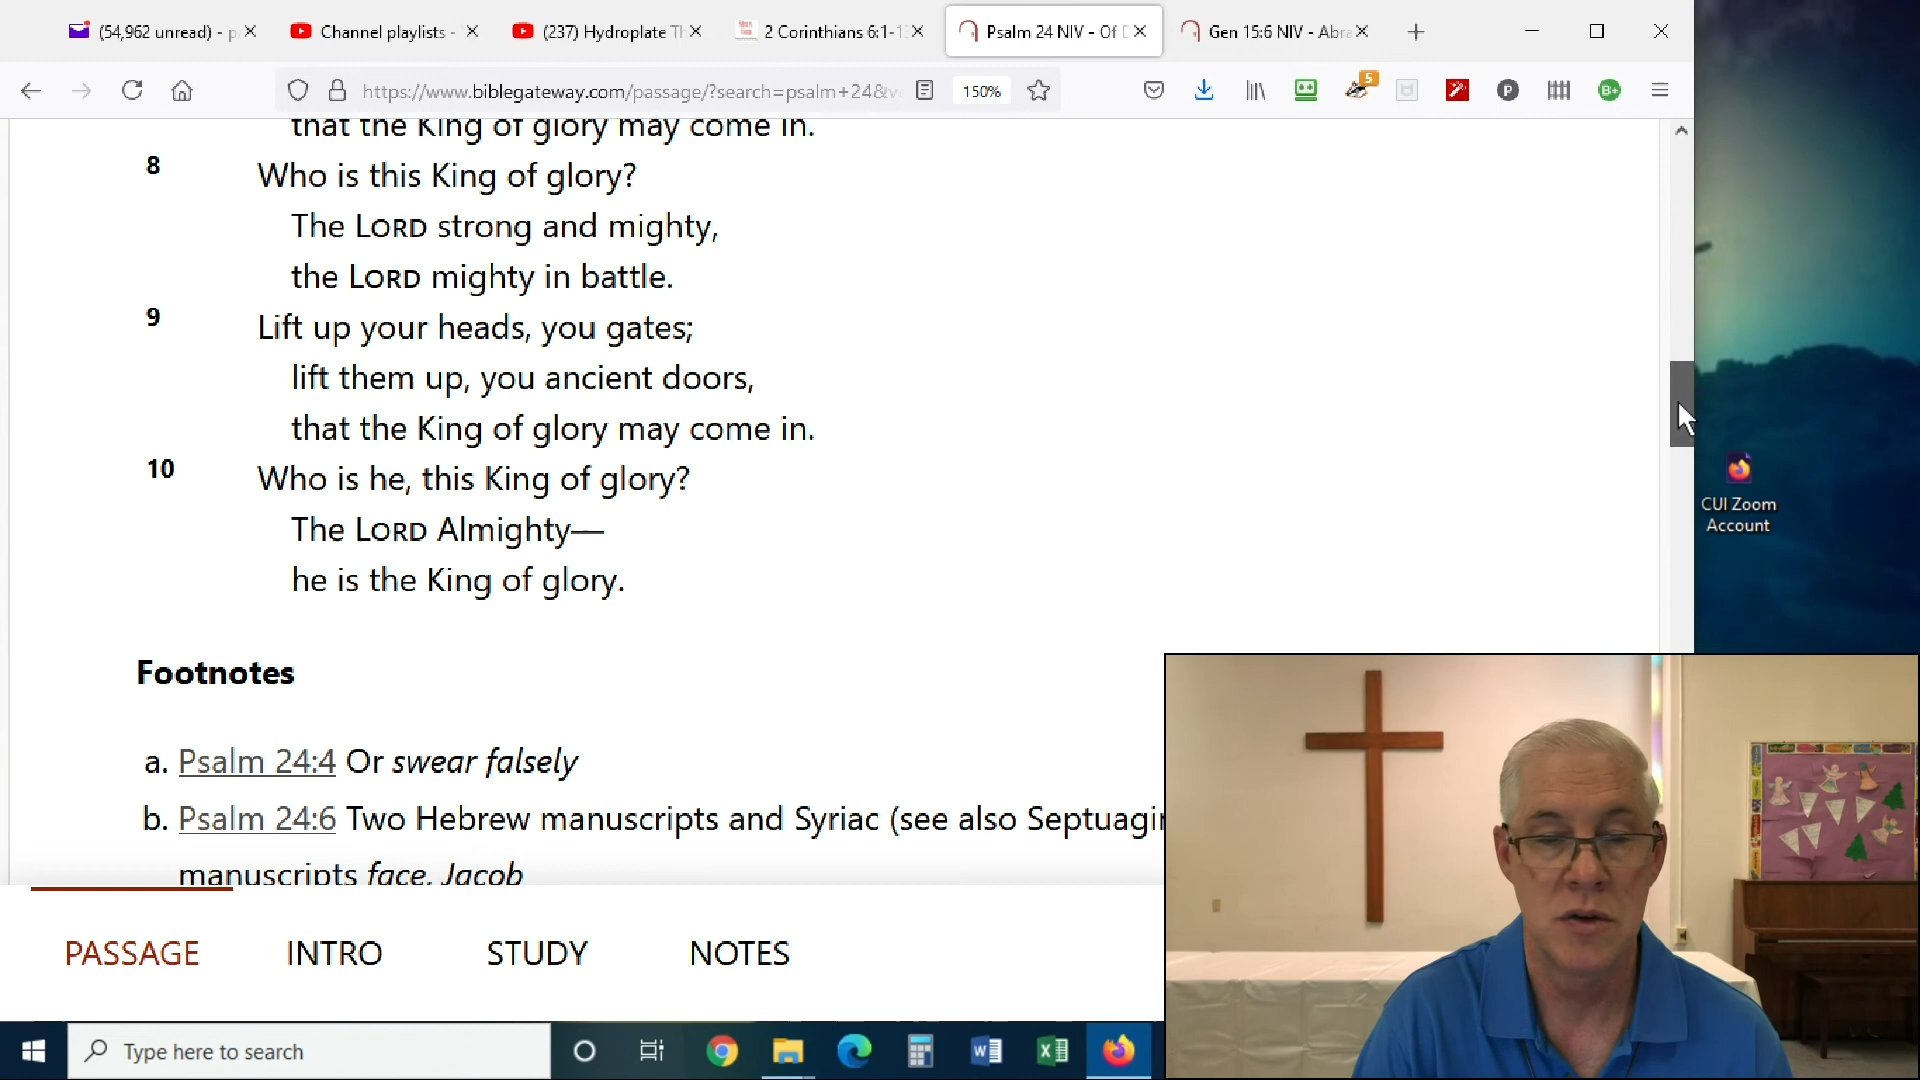 (54,962 unread) - p
Channel playlists -
(237) Hydroplate Th
2 Corinthians 6:1-1
Psalm 24 NIV - Of D
Gen 15:6 NIV - Abra
https://www.biblegateway.com/passage/?search=psalm+24&v
150%
5
P
B+
that the King of glory may come in.
8 Who is this King of glory?
The LORD strong and mighty,
the LORD mighty in battle.
9 Lift up your heads, you gates;
lift them up, you ancient doors,
that the King of glory may come in.
10 Who is he, this King of glory?
The LORD Almighty—
he is the King of glory.
Footnotes
a. Psalm 24:4 Or swear falsely
b. Psalm 24:6 Two Hebrew manuscripts and Syriac (see also Septuagin
manuscripts face, Jacob
PASSAGE INTRO STUDY NOTES
CUI Zoom
Account
Type here to search